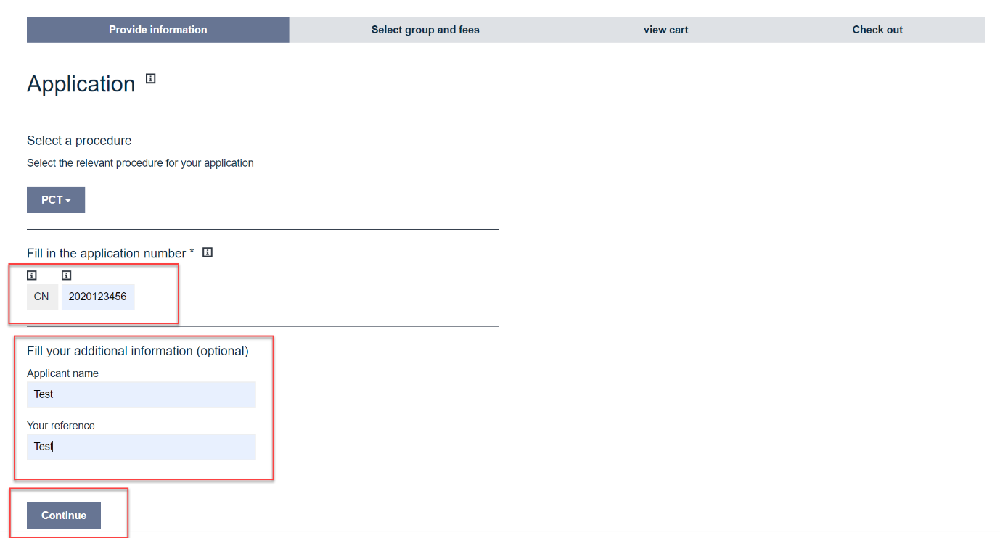 Provide information
Select group and fees
view cart
Check out
Application
Select a procedure
Select the relevant procedure for your application
PCT
Fill in the application number *
CN
2020123456
Fill your additional information (optional)
Applicant name
Test
Your reference
Test
Continue